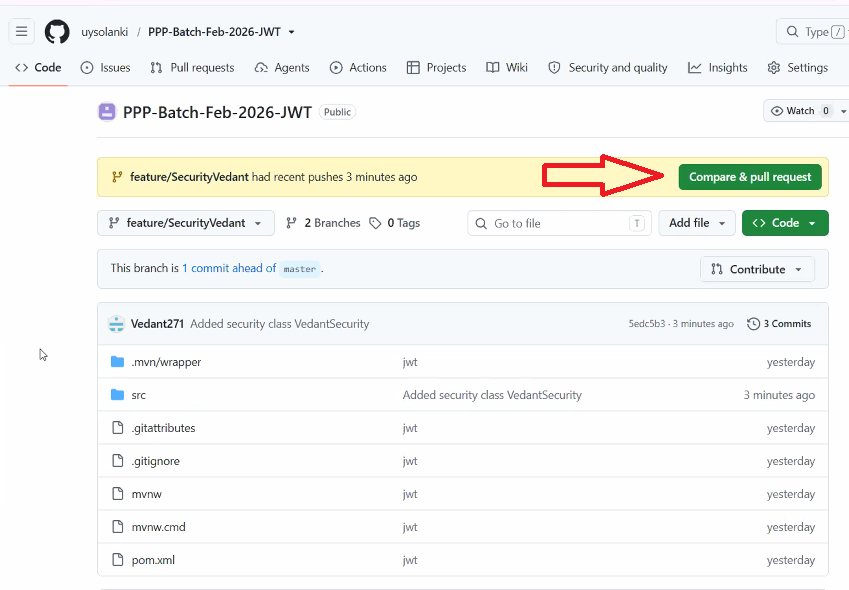 uysolanki / PPP-Batch-Feb-2026-JWT
Type /
Code Issues Pull requests Agents Actions Projects Wiki Security and quality Insights Settings
PPP-Batch-Feb-2026-JWT Public
Watch 0
feature/SecurityVedant had recent pushes 3 minutes ago
Compare & pull request
feature/SecurityVedant 2 Branches 0 Tags
Go to file T
Add file
Code
This branch is 1 commit ahead of master .
Contribute
Vedant271 Added security class VedantSecurity 5edc5b3 · 3 minutes ago 3 Commits
.mvn/wrapper jwt yesterday
src Added security class VedantSecurity 3 minutes ago
.gitattributes jwt yesterday
.gitignore jwt yesterday
mvnw jwt yesterday
mvnw.cmd jwt yesterday
pom.xml jwt yesterday